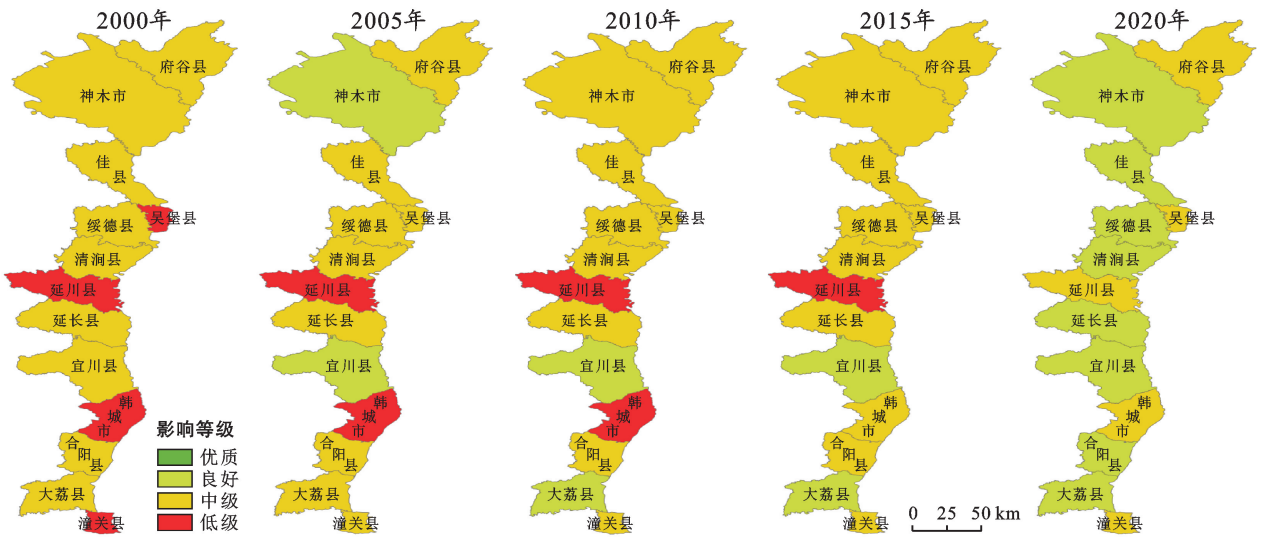 2000年
府谷县
神木市
佳县
吴堡县
绥德县
清涧县
延川县
延长县
宜川县
韩城市
合阳县
大荔县
潼关县
影响等级
优质
良好
中级
低级
2005年
府谷县
神木市
佳县
吴堡县
绥德县
清涧县
延川县
延长县
宜川县
韩城市
合阳县
大荔县
潼关县
2010年
府谷县
神木市
佳县
吴堡县
绥德县
清涧县
延川县
延长县
宜川县
韩城市
合阳县
大荔县
潼关县
2015年
府谷县
神木市
佳县
吴堡县
绥德县
清涧县
延川县
延长县
宜川县
韩城市
合阳县
大荔县
潼关县
0 25 50 km
2020年
府谷县
神木市
佳县
吴堡县
绥德县
清涧县
延川县
延长县
宜川县
韩城市
合阳县
大荔县
潼关县